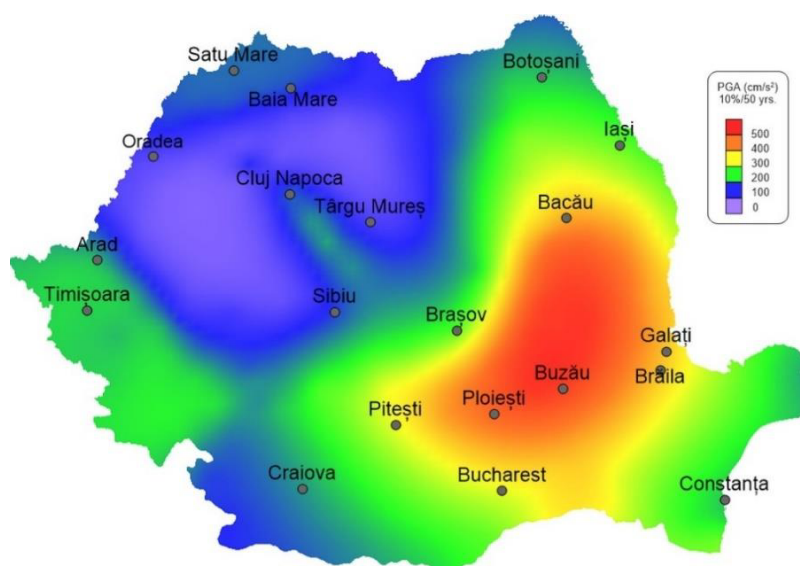 Satu Mare
Botoșani
PGA (cm/s²)
10%/50 yrs.
Baia Mare
500
400
300
200
100
0
Iași
Oradea
Cluj Napoca
Târgu Mureș
Bacău
Arad
Timișoara
Sibiu
Brașov
Galați
Brăila
Buzău
Ploiești
Pitești
Craiova
Bucharest
Constanța